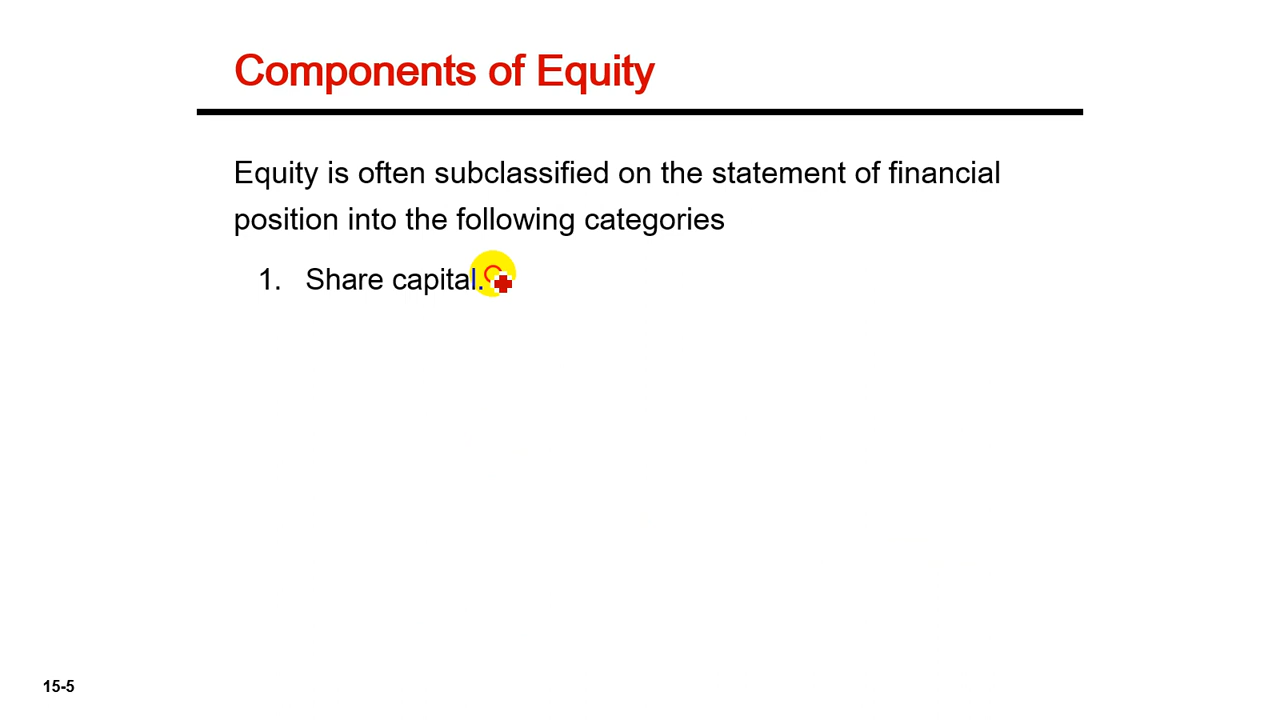 Components of Equity
Equity is often subclassified on the statement of financial
position into the following categories
1. Share capital.
15-5